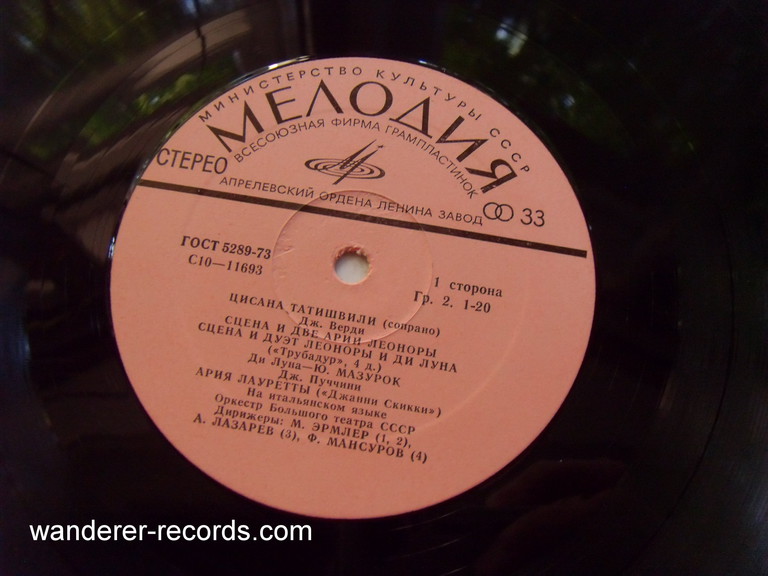 МИНИСТЕРСТВО КУЛЬТУРЫ СССР
МЕЛОДИЯ
ВСЕСОЮЗНАЯ ФИРМА ГРАМПЛАСТИНОК
СТЕРЕО
АПРЕЛЕВСКИЙ ОРДЕНА ЛЕНИНА ЗАВОД
33
ГОСТ 5289-73
С10—11693
1 сторона
Гр. 2. 1-20
ЦИСАНА ТАТИШВИЛИ (сопрано)
Дж. Верди
СЦЕНА И ДВЕ АРИИ ЛЕОНОРЫ
СЦЕНА И ДУЭТ ЛЕОНОРЫ И ДИ ЛУНА
(«Трубадур», 4 д.)
Ди Луна—Ю. МАЗУРОК
Дж. Пуччини
АРИЯ ЛАУРЕТТЫ («Джанни Скикки»)
На итальянском языке
Оркестр Большого театра СССР
Дирижеры: М. ЭРМЛЕР (1, 2),
А. ЛАЗАРЕВ (3), Ф. МАНСУРОВ (4)
wanderer-records.com